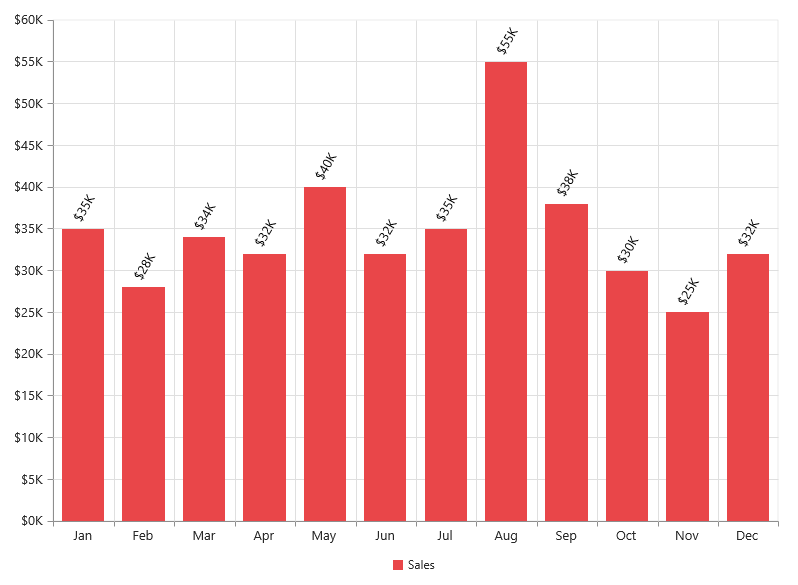 $60K
$55K
$50K
$45K
$40K
$35K
$30K
$25K
$20K
$15K
$10K
$5K
$0K
$35K
$28K
$34K
$32K
$40K
$32K
$35K
$55K
$38K
$30K
$25K
$32K
Jan Feb Mar Apr May Jun Jul Aug Sep Oct Nov Dec
Sales